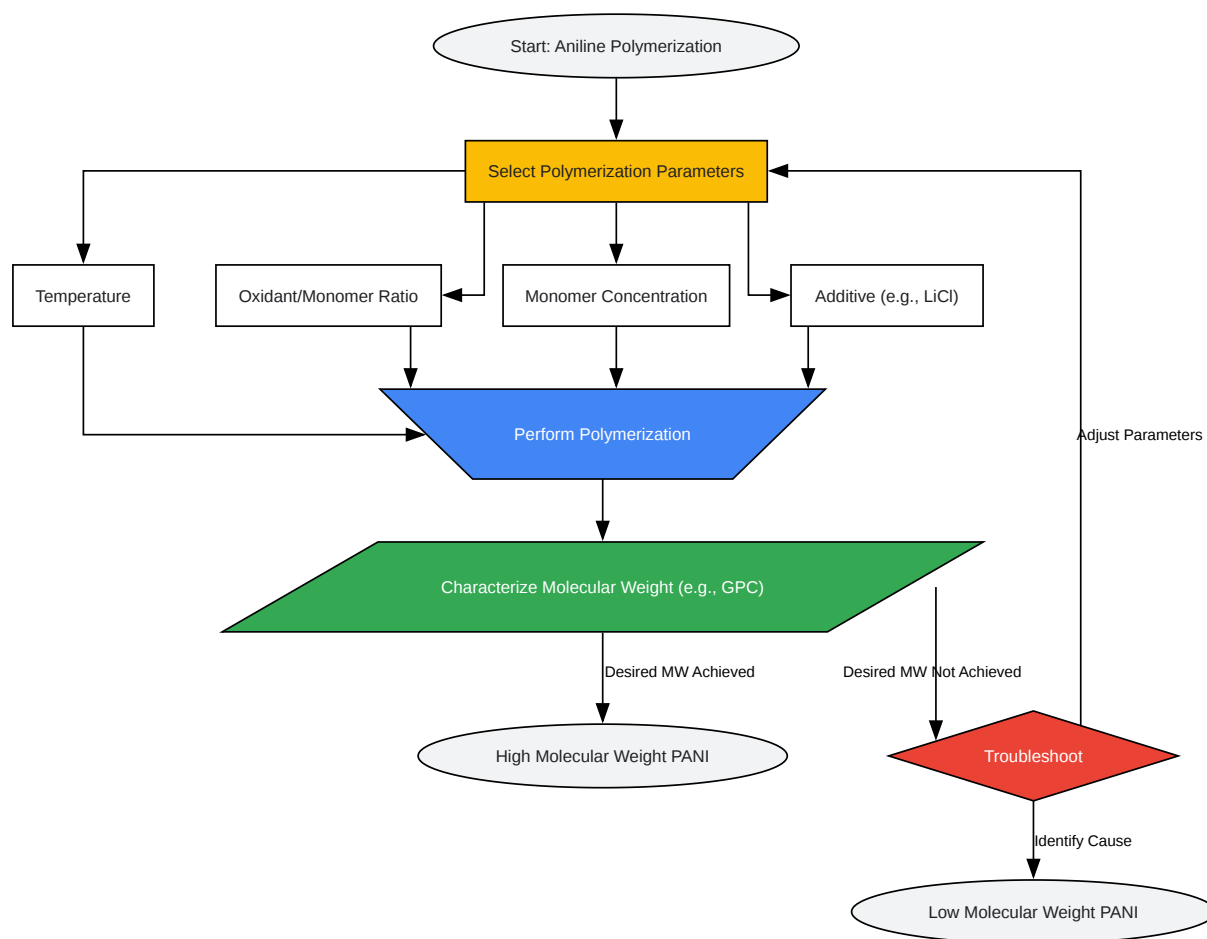 Start: Aniline Polymerization
Select Polymerization Parameters
Temperature
Oxidant/Monomer Ratio
Monomer Concentration
Additive (e.g., LiCl)
Perform Polymerization
Adjust Parameters
Characterize Molecular Weight (e.g., GPC)
Desired MW Achieved
Desired MW Not Achieved
High Molecular Weight PANI
Troubleshoot
Identify Cause
Low Molecular Weight PANI